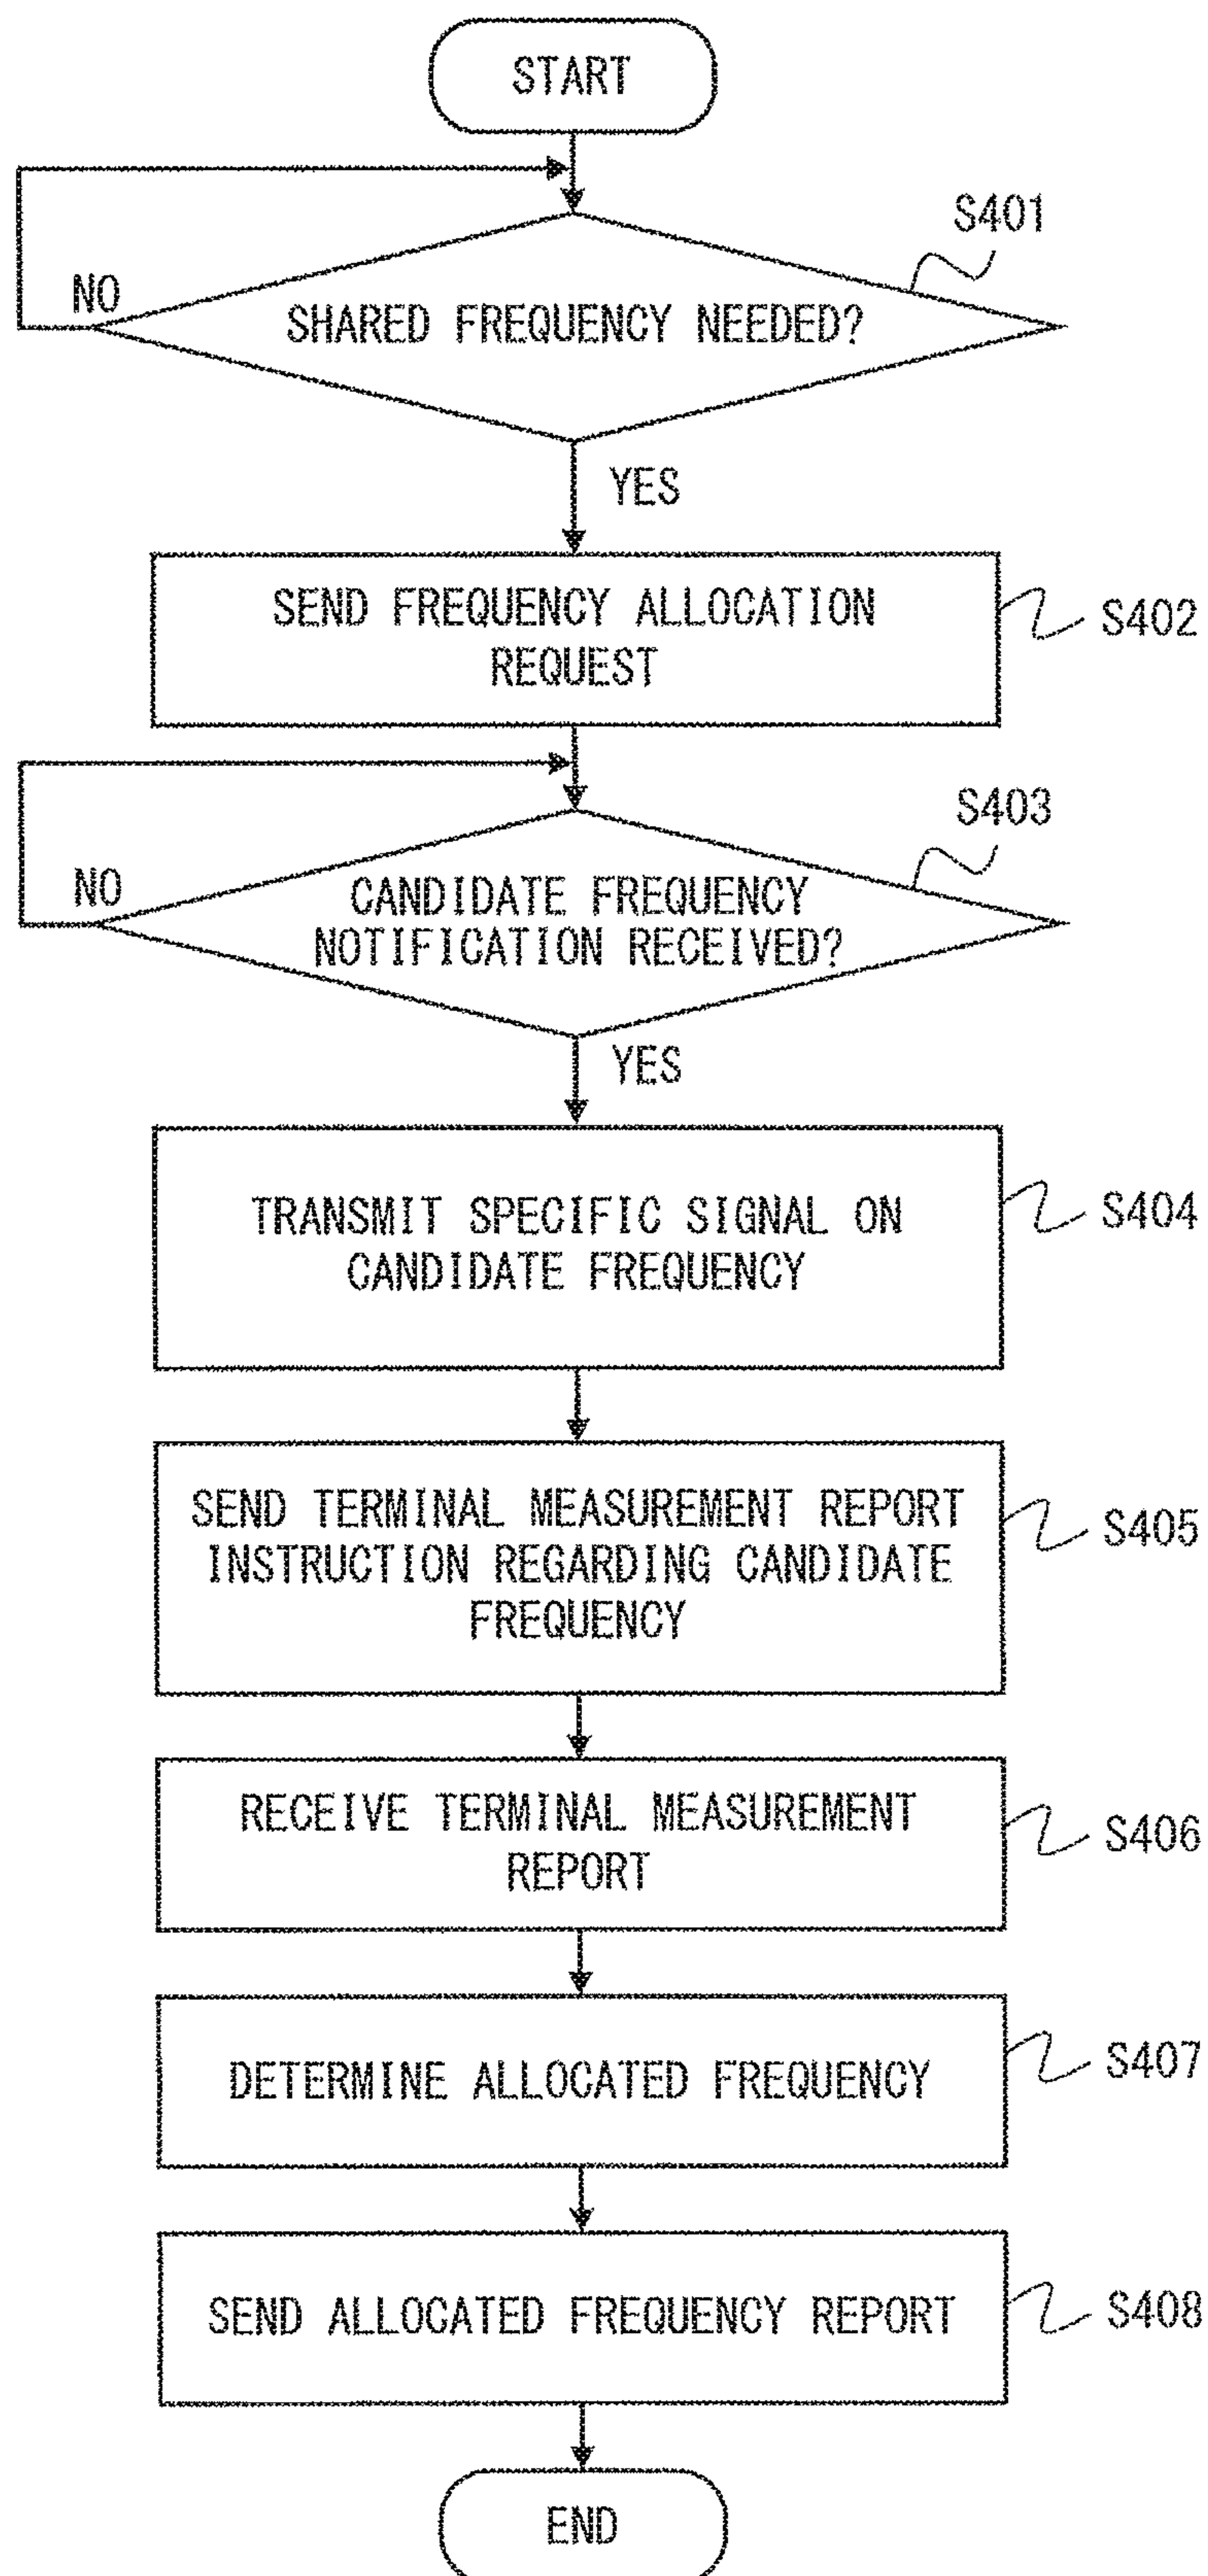 START
S401
NO
SHARED FREQUENCY NEEDED?
YES
SEND FREQUENCY ALLOCATION
REQUEST
S402
S403
NO
CANDIDATE FREQUENCY
NOTIFICATION RECEIVED?
YES
TRANSMIT SPECIFIC SIGNAL ON
CANDIDATE FREQUENCY
S404
SEND TERMINAL MEASUREMENT REPORT
INSTRUCTION REGARDING CANDIDATE
FREQUENCY
S405
RECEIVE TERMINAL MEASUREMENT
REPORT
S406
DETERMINE ALLOCATED FREQUENCY
S407
SEND ALLOCATED FREQUENCY REPORT
S408
END